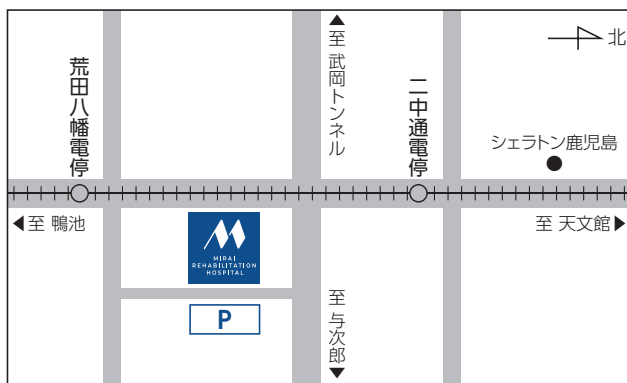 北
至 武岡トンネル
荒田八幡電停
二中通電停
シェラトン鹿児島
至 鴨池
至 天文館
MIRAI
REHABILITATION
HOSPITAL
至 与次郎
P